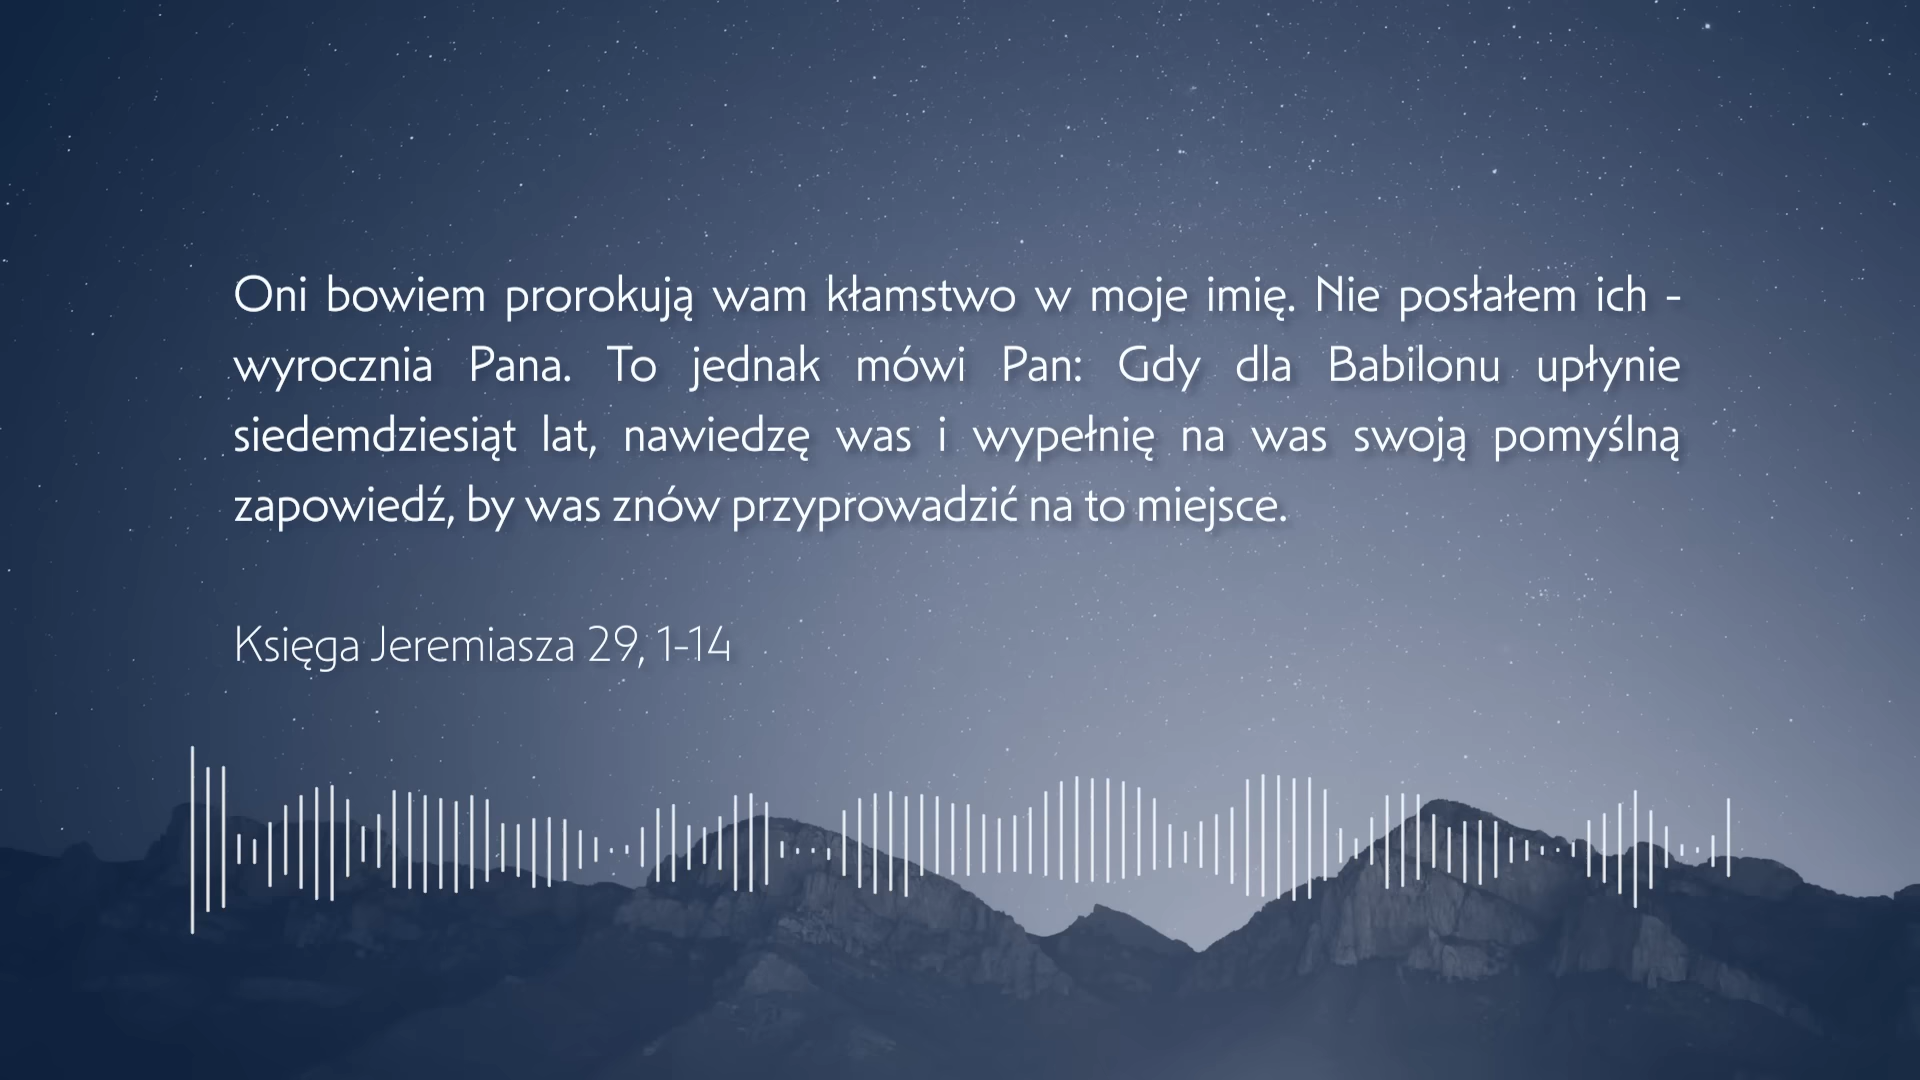 Oni bowiem prorokują wam kłamstwo w moje imię. Nie posłałem ich -
wyrocznia Pana. To jednak mówi Pan: Gdy dla Babilonu upłynie
siedemdziesiąt lat, nawiedzę was i wypełnię na was swoją pomyślną
zapowiedź, by was znów przyprowadzić na to miejsce.
Księga Jeremiasza 29, 1-14